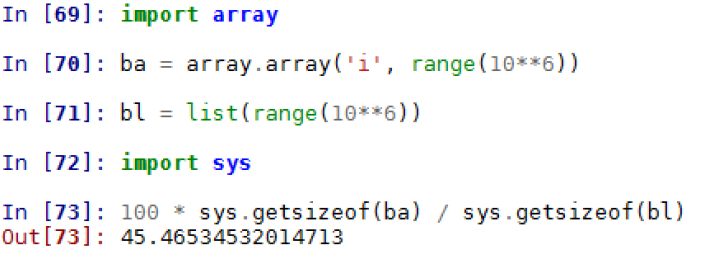 In [69]: import array
In [70]: ba = array.array('i', range(10**6))
In [71]: bl = list(range(10**6))
In [72]: import sys
In [73]: 100 * sys.getsizeof(ba) / sys.getsizeof(bl)
Out[73]: 45.46534532014713